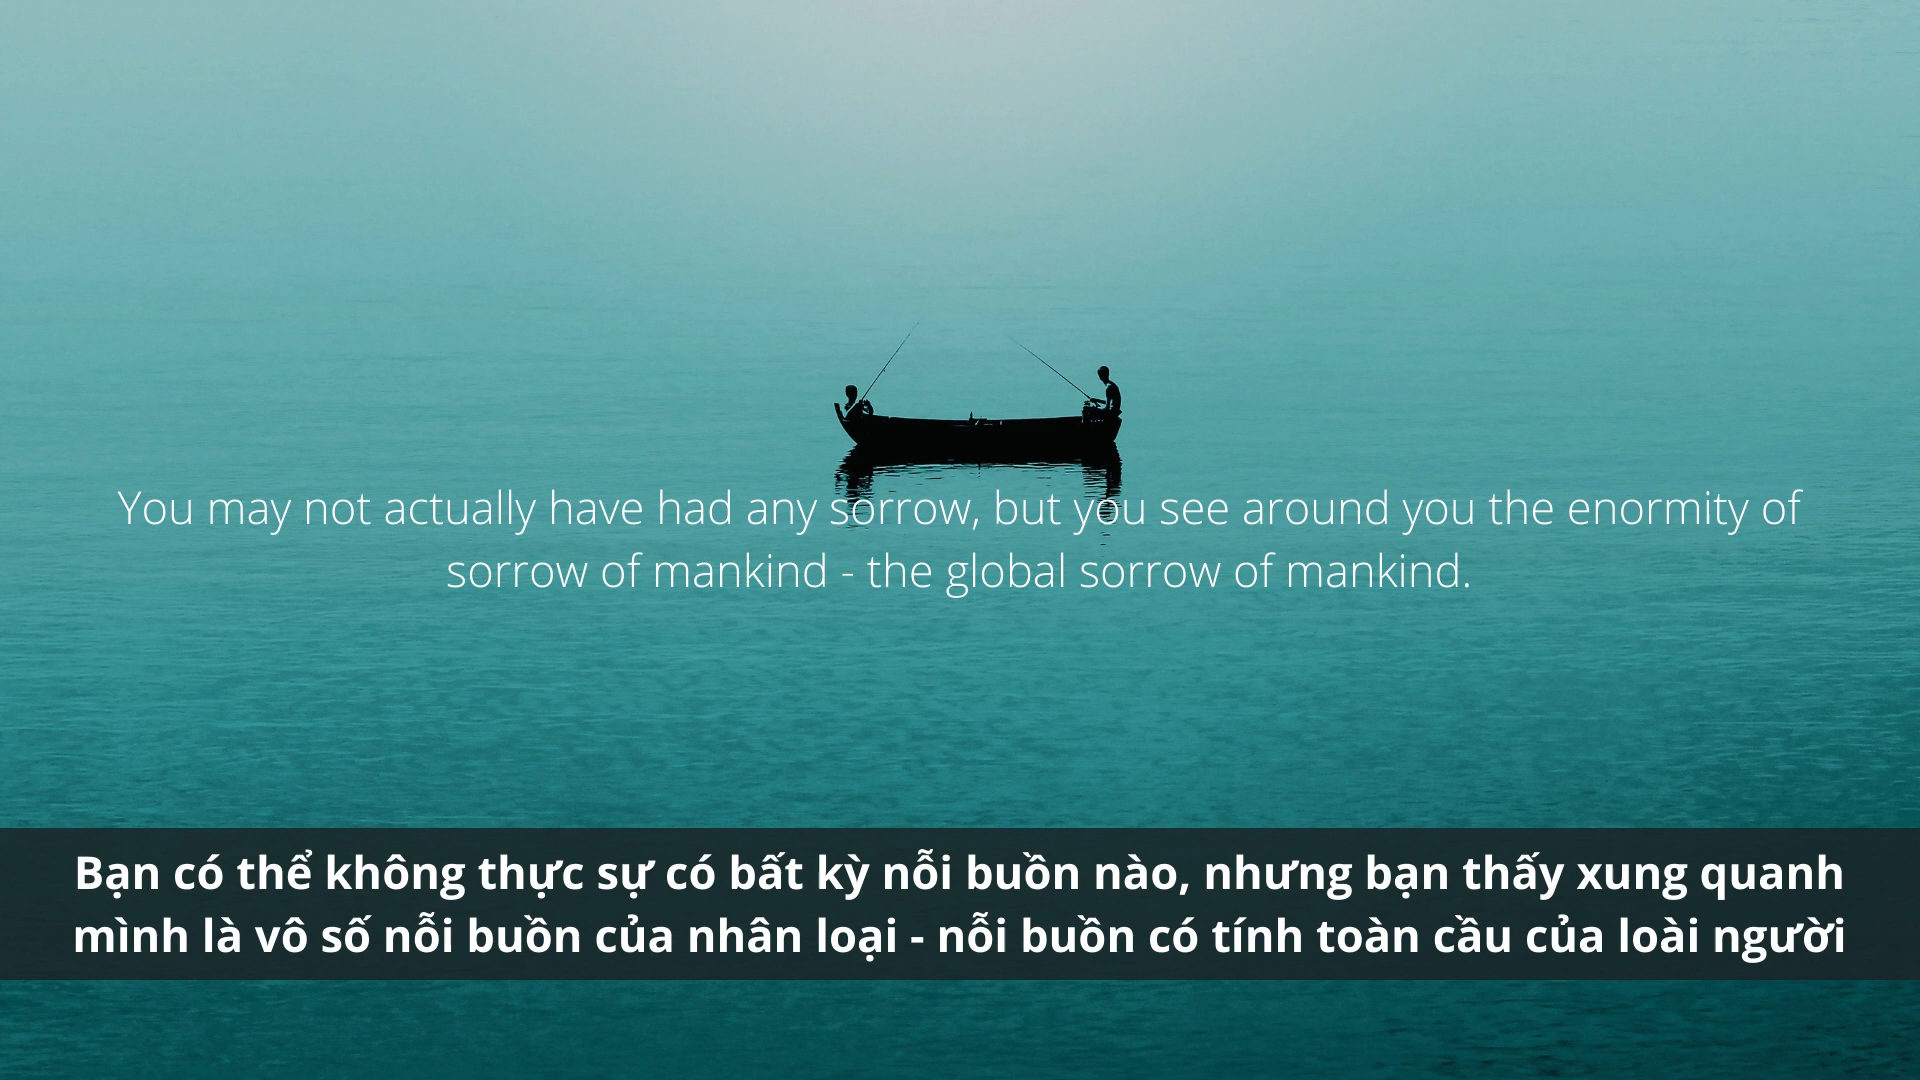 You may not actually have had any sorrow, but you see around you the enormity of
sorrow of mankind - the global sorrow of mankind.
Bạn có thể không thực sự có bất kỳ nỗi buồn nào, nhưng bạn thấy xung quanh
mình là vô số nỗi buồn của nhân loại - nỗi buồn có tính toàn cầu của loài người